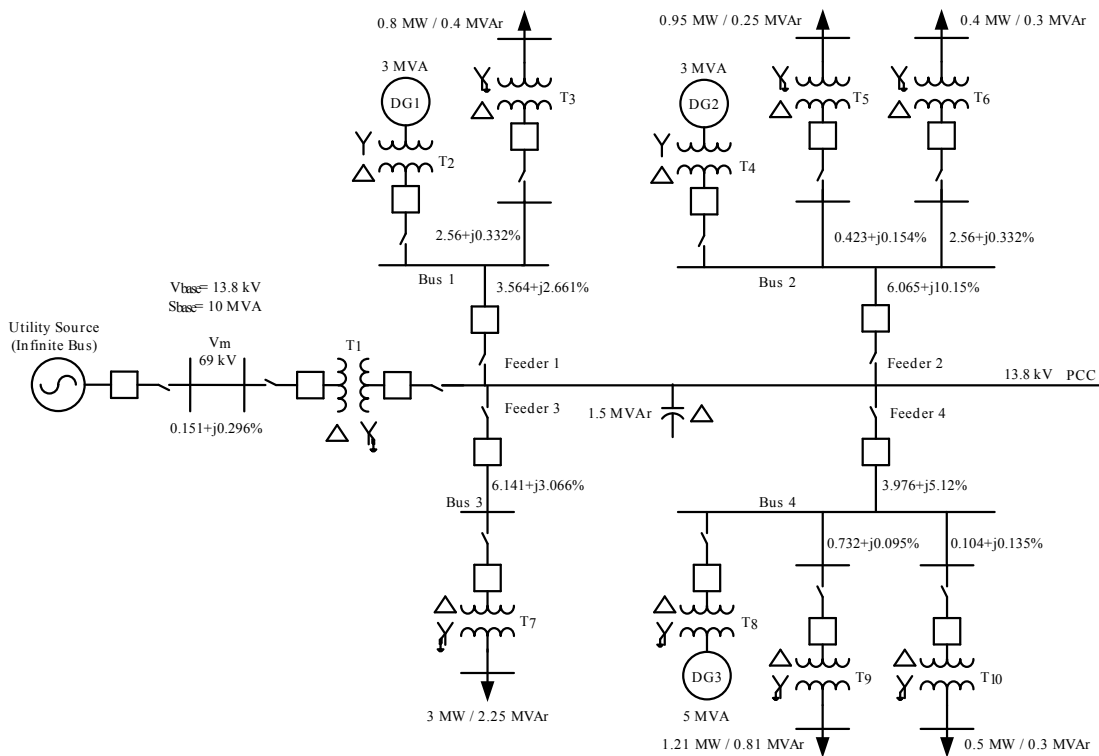 0.8 MW / 0.4 MVAr
0.95 MW / 0.25 MVAr
0.4 MW / 0.3 MVAr
3 MVA
DG1
T3
T2
3 MVA
DG2
T5
T6
T4
2.56+j0.332%
0.423+j0.154%
2.56+j0.332%
Bus 1
3.564+j2.661%
Bus 2
6.065+j10.15%
Vbase= 13.8 kV
Sbase= 10 MVA
Utility Source
(Infinite Bus)
Vm
69 kV
T1
Feeder 1
Feeder 2
13.8 kV PCC
0.151+j0.296%
Feeder 3
1.5 MVAr
Feeder 4
6.141+j3.066%
3.976+j5.12%
Bus 3
Bus 4
0.732+j0.095%
0.104+j0.135%
T7
T8
DG3
T9
T10
3 MW / 2.25 MVAr
5 MVA
1.21 MW / 0.81 MVAr
0.5 MW / 0.3 MVAr